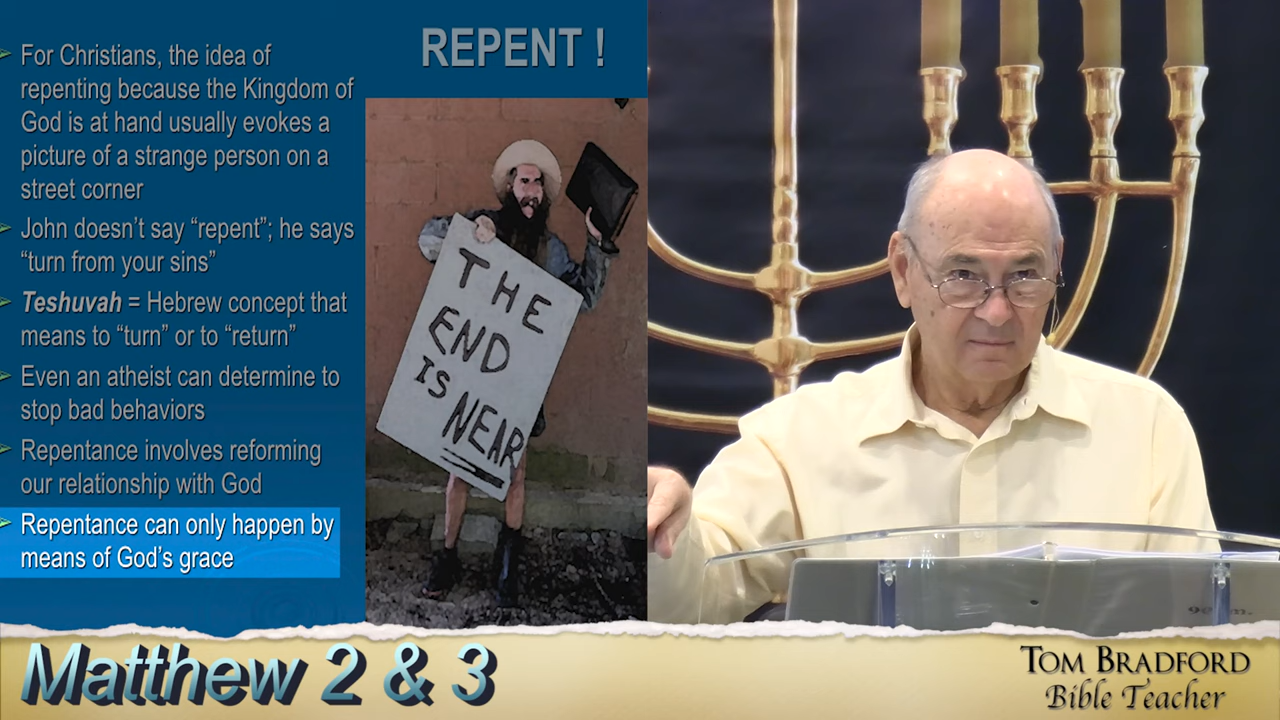 REPENT !
➢ For Christians, the idea of
repenting because the Kingdom of
God is at hand usually evokes a
picture of a strange person on a
street corner
➢ John doesn’t say “repent”; he says
“turn from your sins”
➢ Teshuvah = Hebrew concept that
means to “turn” or to “return”
➢ Even an atheist can determine to
stop bad behaviors
➢ Repentance involves reforming
our relationship with God
➢ Repentance can only happen by
means of God’s grace
THE
END
IS NEAR
Matthew 2 & 3
TOM BRADFORD
Bible Teacher